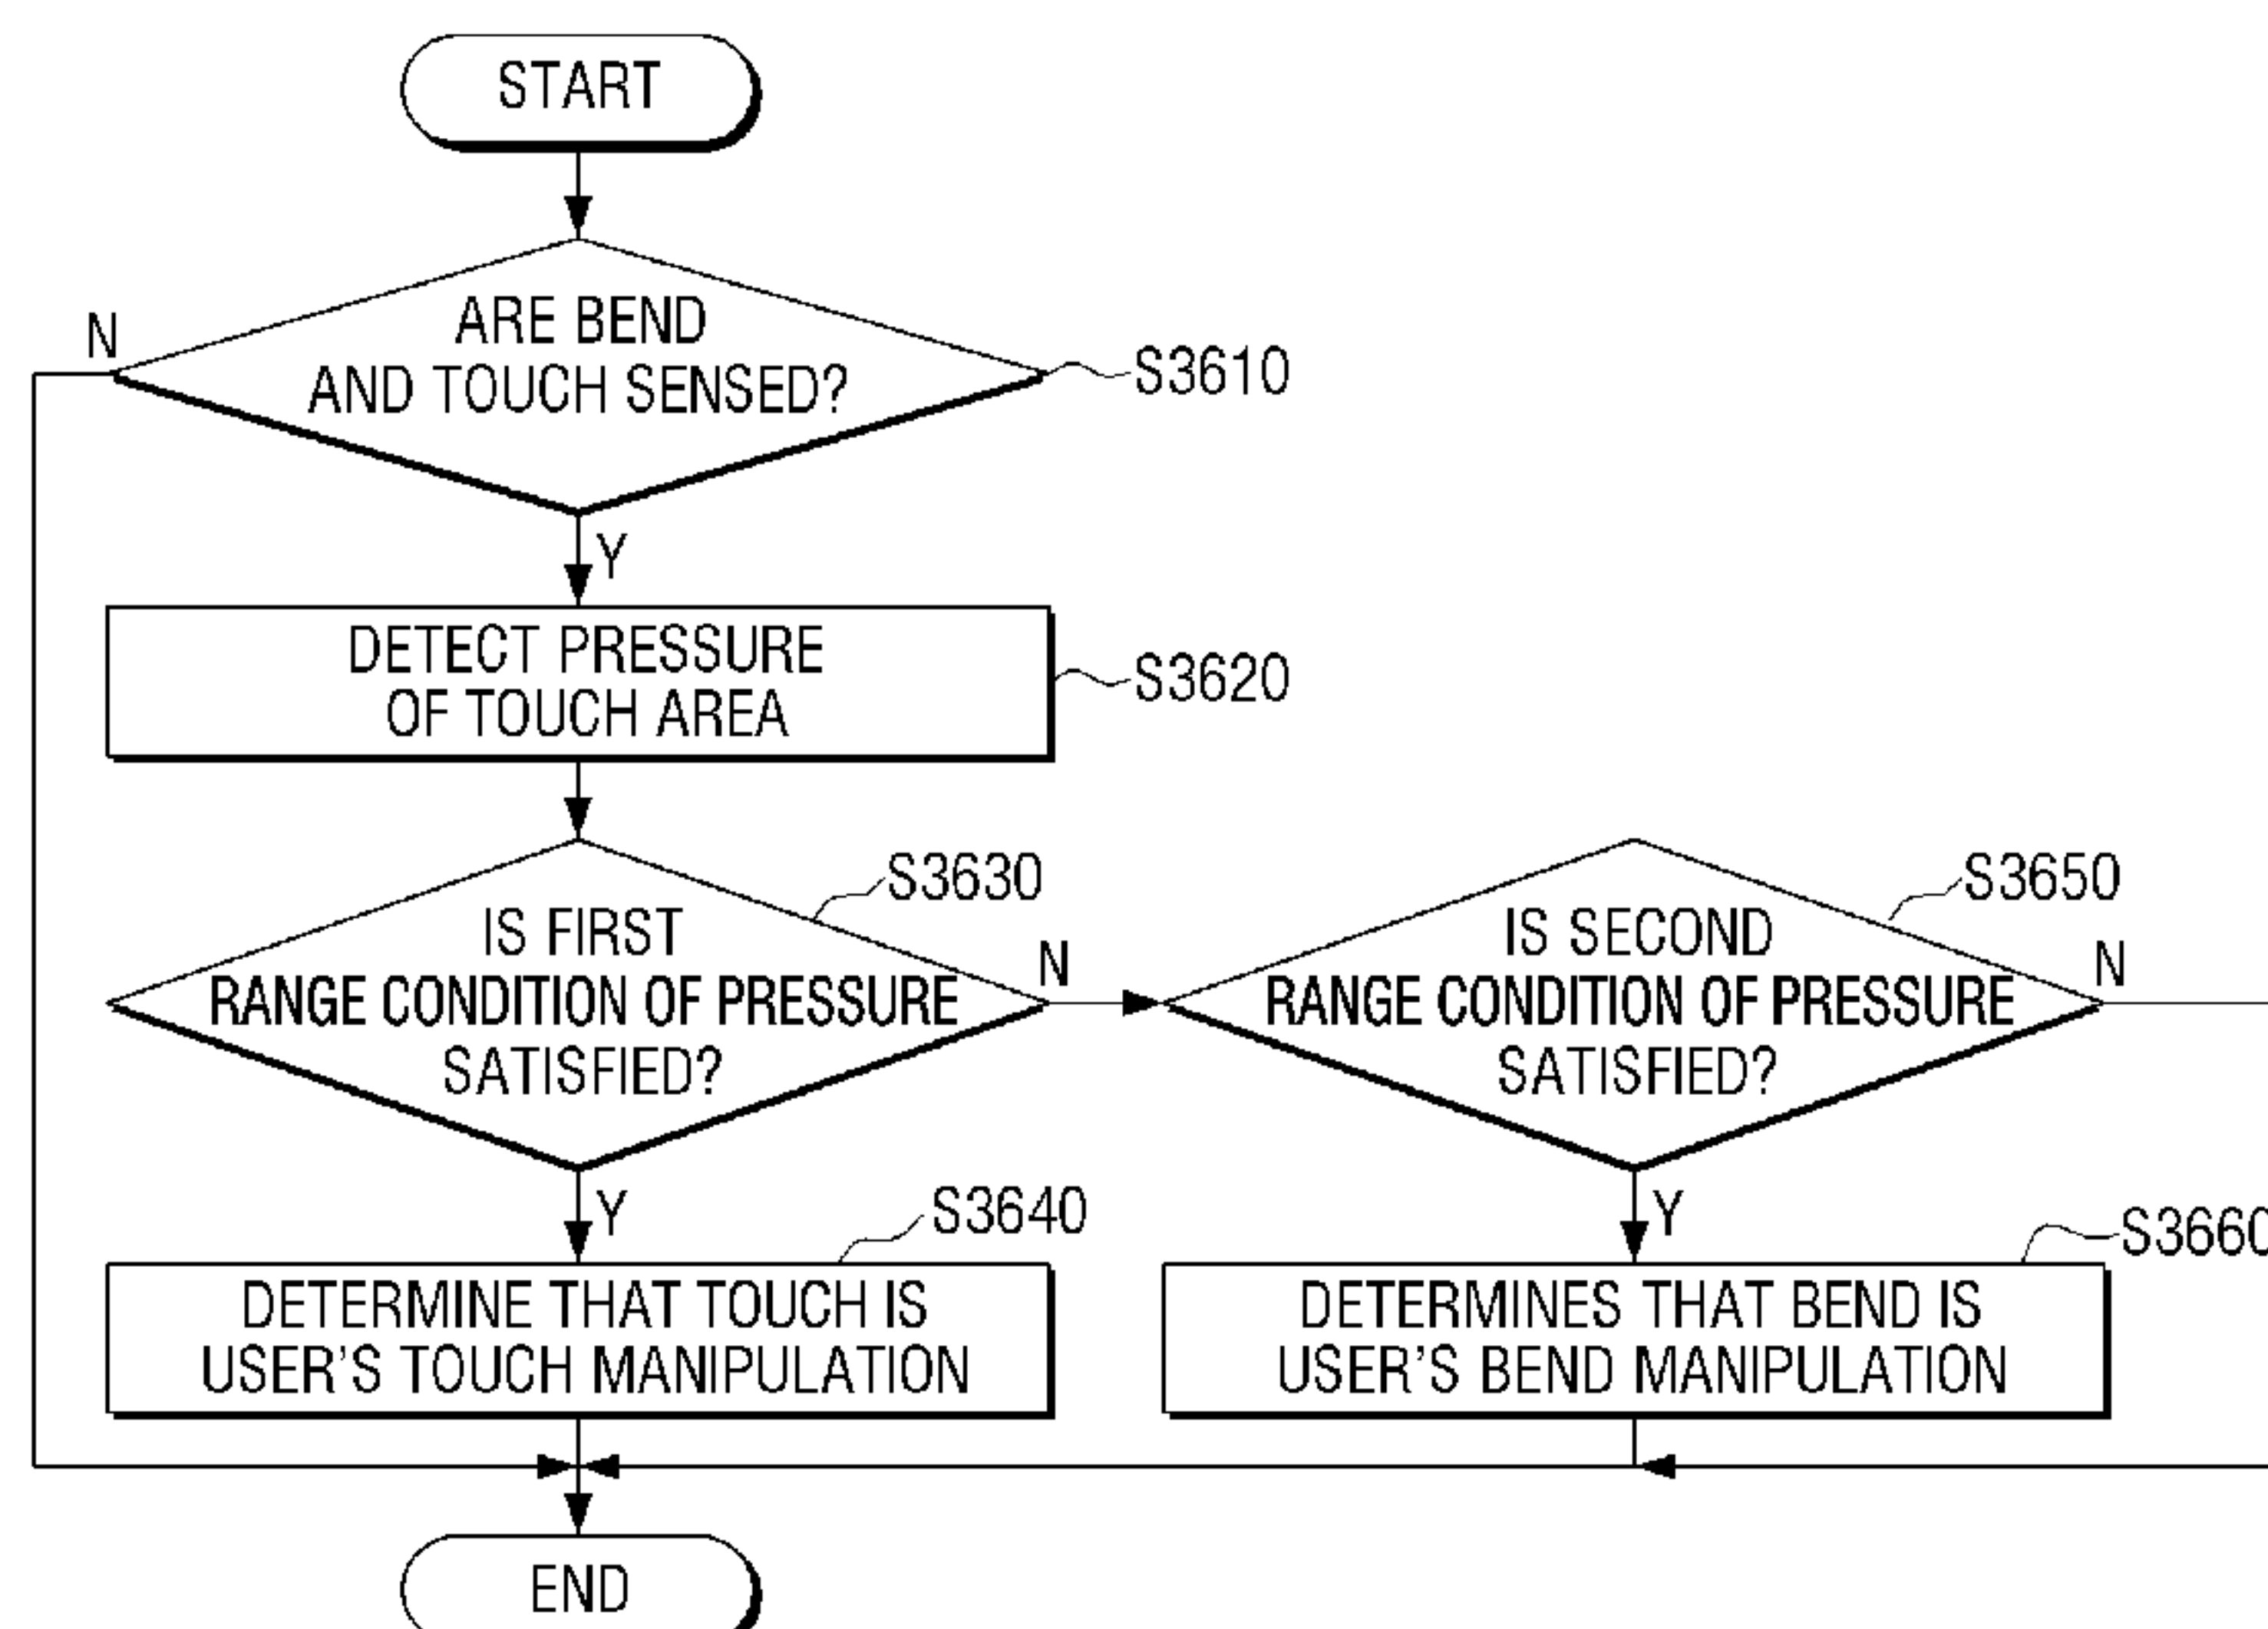 START
N
ARE BEND
AND TOUCH SENSED?
S3610
Y
DETECT PRESSURE
OF TOUCH AREA
S3620
S3630
IS FIRST
RANGE CONDITION OF PRESSURE
SATISFIED?
N
S3650
IS SECOND
RANGE CONDITION OF PRESSURE
SATISFIED?
N
Y
S3640
DETERMINE THAT TOUCH IS
USER'S TOUCH MANIPULATION
Y
S3660
DETERMINES THAT BEND IS
USER'S BEND MANIPULATION
END